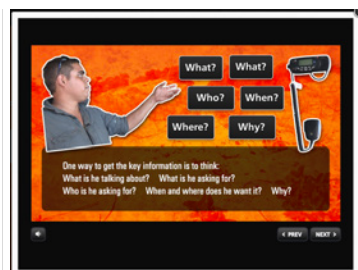 What? What?
Who? When?
Where? Why?
One way to get the key information is to think:
What is he talking about? What is he asking for?
Who is he asking for? When and where does he want it? Why?
PREV NEXT